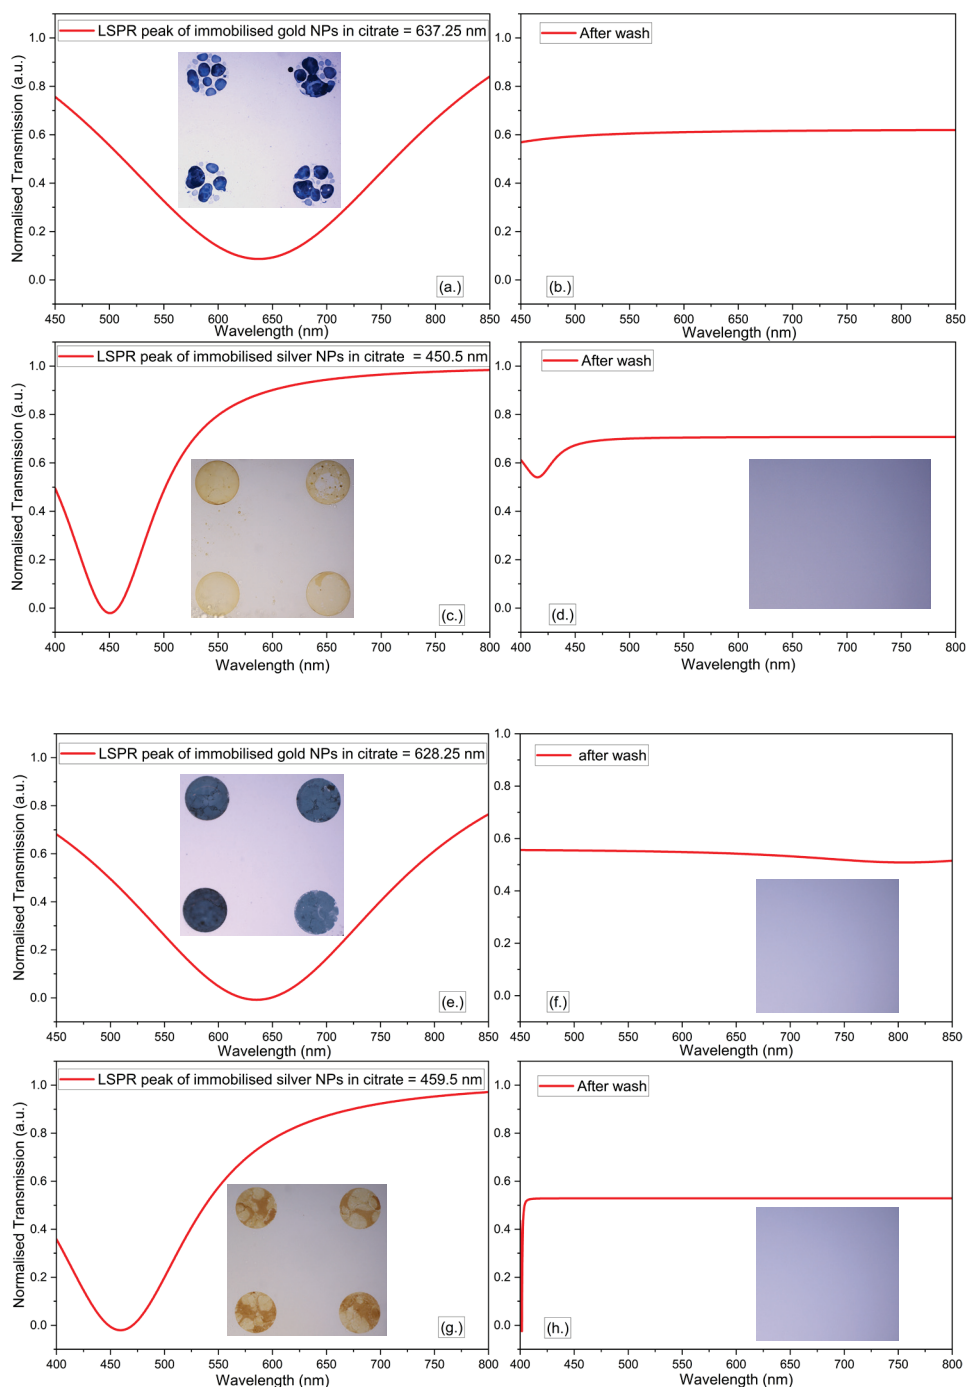 LSPR peak of immobilised gold NPs in citrate = 637.25 nm
Normalised Transmission (a.u.)
1.0
0.8
0.6
0.4
0.2
0.0
(a.)
450 500 550 600 650 700 750 800 850
Wavelength (nm)
After wash
1.0
0.8
0.6
0.4
0.2
0.0
(b.)
450 500 550 600 650 700 750 800 850
Wavelength (nm)
LSPR peak of immobilised silver NPs in citrate = 450.5 nm
Normalised Transmission (a.u.)
1.0
0.8
0.6
0.4
0.2
0.0
(c.)
400 450 500 550 600 650 700 750 800
Wavelength (nm)
After wash
1.0
0.8
0.6
0.4
0.2
0.0
(d.)
400 450 500 550 600 650 700 750 800
Wavelength (nm)
LSPR peak of immobilised gold NPs in citrate = 628.25 nm
Normalised Transmission (a.u.)
1.0
0.8
0.6
0.4
0.2
0.0
(e.)
450 500 550 600 650 700 750 800 850
Wavelength (nm)
after wash
1.0
0.8
0.6
0.4
0.2
0.0
(f.)
450 500 550 600 650 700 750 800 850
Wavelength (nm)
LSPR peak of immobilised silver NPs in citrate = 459.5 nm
Normalised Transmission (a.u.)
1.0
0.8
0.6
0.4
0.2
0.0
(g.)
400 450 500 550 600 650 700 750 800
Wavelength (nm)
After wash
1.0
0.8
0.6
0.4
0.2
0.0
(h.)
400 450 500 550 600 650 700 750 800
Wavelength (nm)